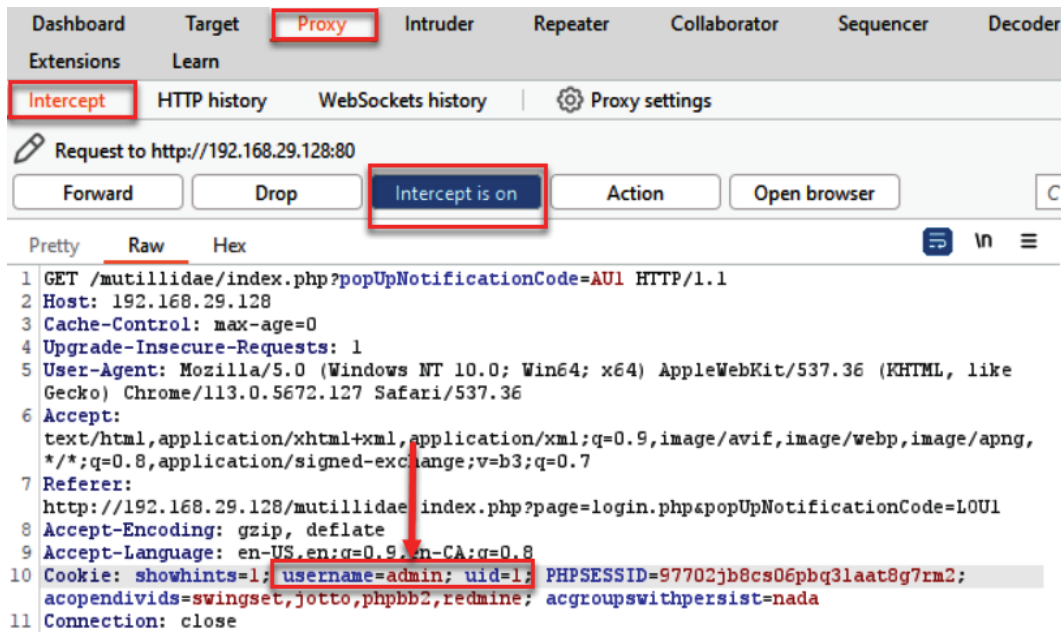 Dashboard Target Proxy Intruder Repeater Collaborator Sequencer Decoder
Extensions Learn
Intercept HTTP history WebSockets history Proxy settings
Request to http://192.168.29.128:80
Forward Drop Intercept is on Action Open browser C
Pretty Raw Hex \n
1 GET /mutillidae/index.php?popUpNotificationCode=AU1 HTTP/1.1
2 Host: 192.168.29.128
3 Cache-Control: max-age=0
4 Upgrade-Insecure-Requests: 1
5 User-Agent: Mozilla/5.0 (Windows NT 10.0; Win64; x64) AppleWebKit/537.36 (KHTML, like
Gecko) Chrome/113.0.5672.127 Safari/537.36
6 Accept:
text/html,application/xhtml+xml,application/xml;q=0.9,image/avif,image/webp,image/apng,
*/*;q=0.8,application/signed-exchange;v=b3;q=0.7
7 Referer:
http://192.168.29.128/mutillidae/index.php?page=login.php&popUpNotificationCode=LOU1
8 Accept-Encoding: gzip, deflate
9 Accept-Language: en-US,en;q=0.9,en-CA;q=0.8
10 Cookie: showhints=1; username=admin; uid=1; PHPSESSID=97702jb8cs06pbq3laat8g7rm2;
acopendivids=swingset,jotto,phpbb2,redmine; acgroupswithpersist=nada
11 Connection: close